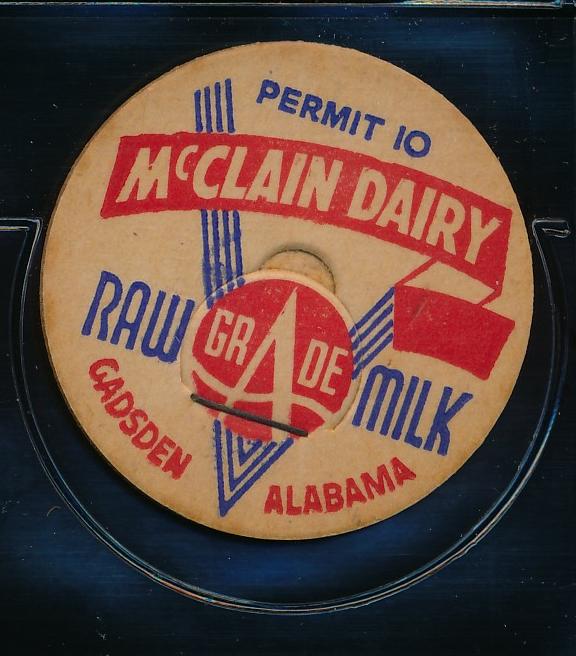 PERMIT 10
McCLAIN DAIRY
RAW GRADE MILK
GADSDEN ALABAMA